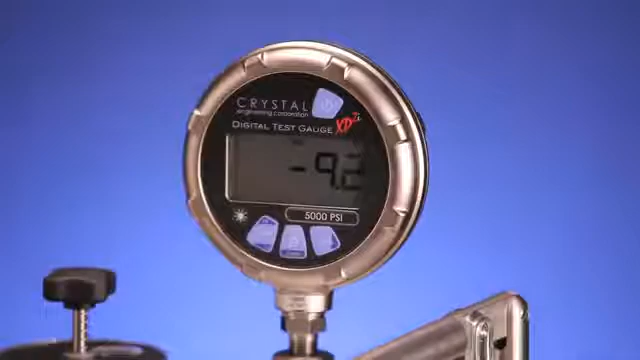 CRYSTAL
engineering corporation
DIGITAL TEST GAUGE XP2i
-9.2
5000 PSI